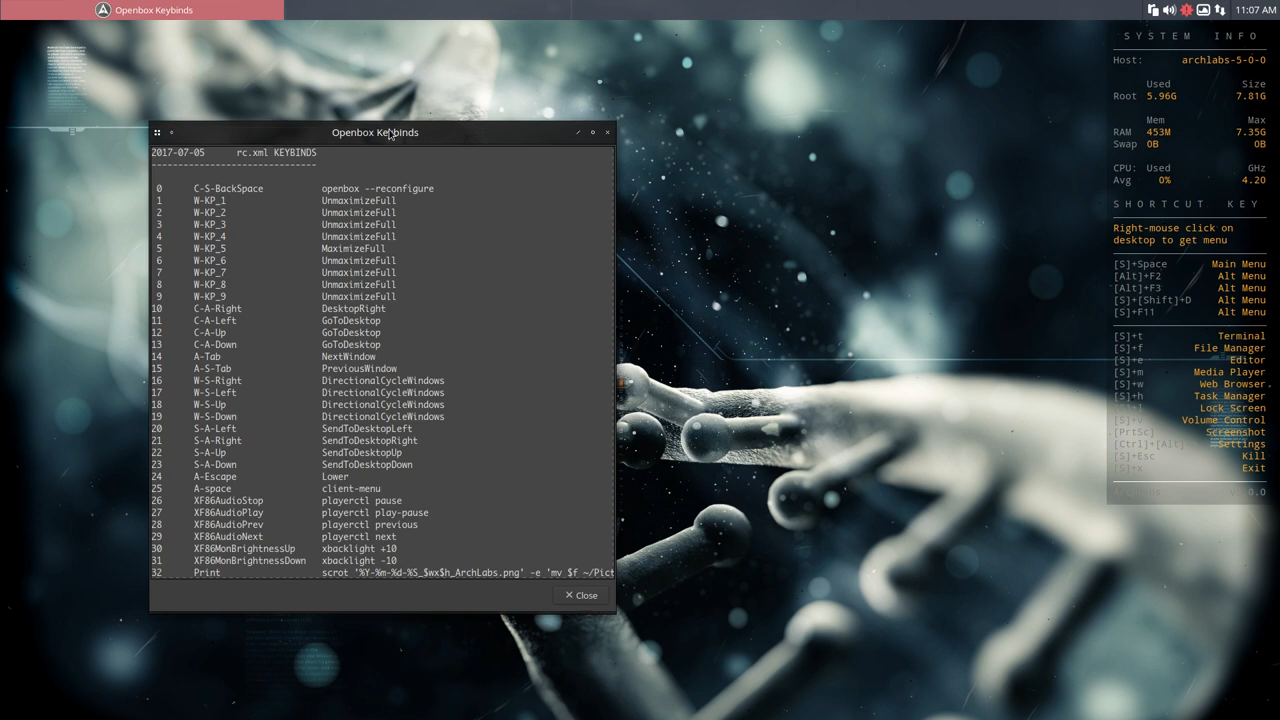 Openbox Keybinds
11:07 AM
Openbox Keybinds
2017-07-05 rc.xml KEYBINDS
-------------------------------
0 C-S-BackSpace openbox --reconfigure
1 W-KP_1 UnmaximizeFull
2 W-KP_2 UnmaximizeFull
3 W-KP_3 UnmaximizeFull
4 W-KP_4 UnmaximizeFull
5 W-KP_5 MaximizeFull
6 W-KP_6 UnmaximizeFull
7 W-KP_7 UnmaximizeFull
8 W-KP_8 UnmaximizeFull
9 W-KP_9 UnmaximizeFull
10 C-A-Right DesktopRight
11 C-A-Left GoToDesktop
12 C-A-Up GoToDesktop
13 C-A-Down GoToDesktop
14 A-Tab NextWindow
15 A-S-Tab PreviousWindow
16 W-S-Right DirectionalCycleWindows
17 W-S-Left DirectionalCycleWindows
18 W-S-Up DirectionalCycleWindows
19 W-S-Down DirectionalCycleWindows
20 S-A-Left SendToDesktopLeft
21 S-A-Right SendToDesktopRight
22 S-A-Up SendToDesktopUp
23 S-A-Down SendToDesktopDown
24 A-Escape Lower
25 A-space client-menu
26 XF86AudioStop playerctl pause
27 XF86AudioPlay playerctl play-pause
28 XF86AudioPrev playerctl previous
29 XF86AudioNext playerctl next
30 XF86MonBrightnessUp xbacklight +10
31 XF86MonBrightnessDown xbacklight -10
32 Print scrot '%Y-%m-%d-%S_$wx$h_ArchLabs.png' -e 'mv $f ~/Pict
Close
SYSTEM INFO
Host: archlabs-5-0-0
Used Size
Root 5.96G 7.81G
Mem Max
RAM 453M 7.35G
Swap 0B 0B
CPU: Used GHz
Avg 0% 4.20
SHORTCUT KEY
Right-mouse click on
desktop to get menu
[S]+Space Main Menu
[Alt]+F2 Alt Menu
[Alt]+F3 Alt Menu
[S]+[Shift]+D Alt Menu
[S]+F11 Alt Menu
[S]+t Terminal
[S]+f File Manager
[S]+e Editor
[S]+m Media Player
[S]+w Web Browser
[S]+h Task Manager
Lock Screen
Volume Control
[PrtSc] Screenshot
[Ctrl]+[Alt] Settings
[S]+Esc Kill
[S]+x Exit